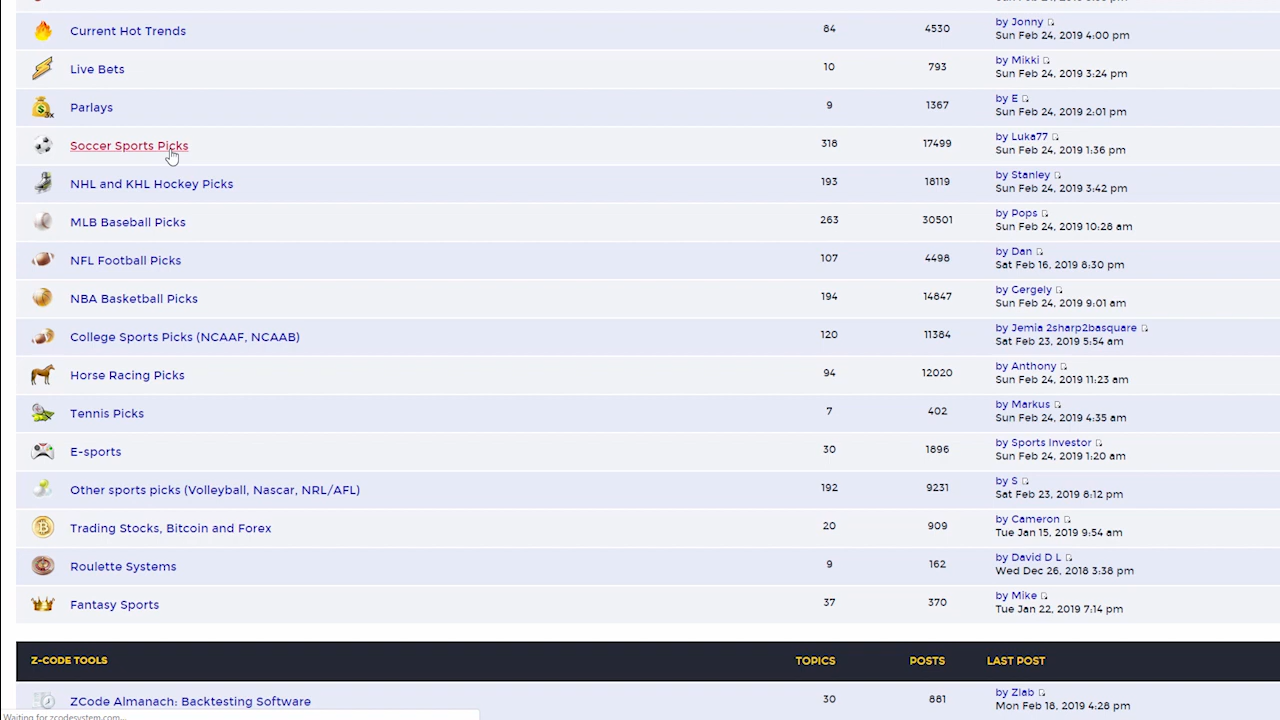 Current Hot Trends 84 4530 by Jonny
Sun Feb 24, 2019 4:00 pm
Live Bets 10 793 by Mikki
Sun Feb 24, 2019 3:24 pm
3x
Parlays 9 1367 by E
Sun Feb 24, 2019 2:01 pm
Soccer Sports Picks 318 17499 by Luka77
Sun Feb 24, 2019 1:36 pm
NHL and KHL Hockey Picks 193 18119 by Stanley
Sun Feb 24, 2019 3:42 pm
MLB Baseball Picks 263 30501 by Pops
Sun Feb 24, 2019 10:28 am
NFL Football Picks 107 4498 by Dan
Sat Feb 16, 2019 8:30 pm
NBA Basketball Picks 194 14847 by Gergely
Sun Feb 24, 2019 9:01 am
College Sports Picks (NCAAF, NCAAB) 120 11384 by Jemia 2sharp2basquare
Sat Feb 23, 2019 5:54 am
Horse Racing Picks 94 12020 by Anthony
Sun Feb 24, 2019 11:23 am
Tennis Picks 7 402 by Markus
Sun Feb 24, 2019 4:35 am
E-sports 30 1896 by Sports Investor
Sun Feb 24, 2019 1:20 am
Other sports picks (Volleyball, Nascar, NRL/AFL) 192 9231 by S
Sat Feb 23, 2019 8:12 pm
Trading Stocks, Bitcoin and Forex 20 909 by Cameron
Tue Jan 15, 2019 9:54 am
Roulette Systems 9 162 by David D L
Wed Dec 26, 2018 3:38 pm
Fantasy Sports 37 370 by Mike
Tue Jan 22, 2019 7:14 pm
Z-CODE TOOLS TOPICS POSTS LAST POST
ZCode Almanach: Backtesting Software 30 881 by Zlab
Mon Feb 18, 2019 4:28 pm
Waiting for zcodesystem.com...